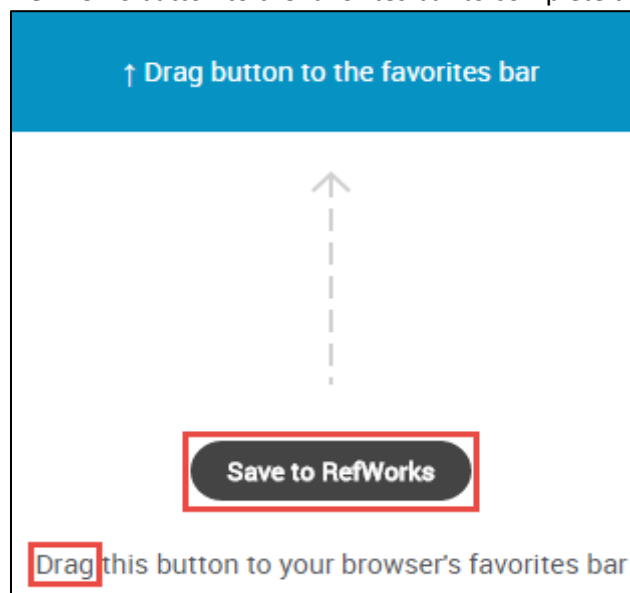 ↑ Drag button to the favorites bar
Save to RefWorks
Drag this button to your browser's favorites bar